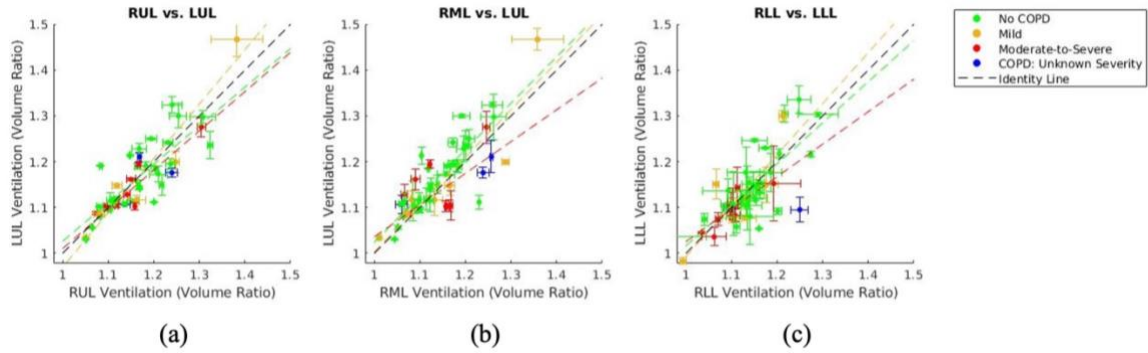 RUL vs. LUL
LUL Ventilation (Volume Ratio)
1.5
1.4
1.3
1.2
1.1
1
1
1.1
1.2
1.3
1.4
1.5
RUL Ventilation (Volume Ratio)
(a)
RML vs. LUL
LUL Ventilation (Volume Ratio)
1.5
1.4
1.3
1.2
1.1
1
1
1.1
1.2
1.3
1.4
1.5
RML Ventilation (Volume Ratio)
(b)
RLL vs. LLL
LLL Ventilation (Volume Ratio)
1.5
1.4
1.3
1.2
1.1
1
1
1.1
1.2
1.3
1.4
1.5
RLL Ventilation (Volume Ratio)
(c)
No COPD
Mild
Moderate-to-Severe
COPD: Unknown Severity
Identity Line